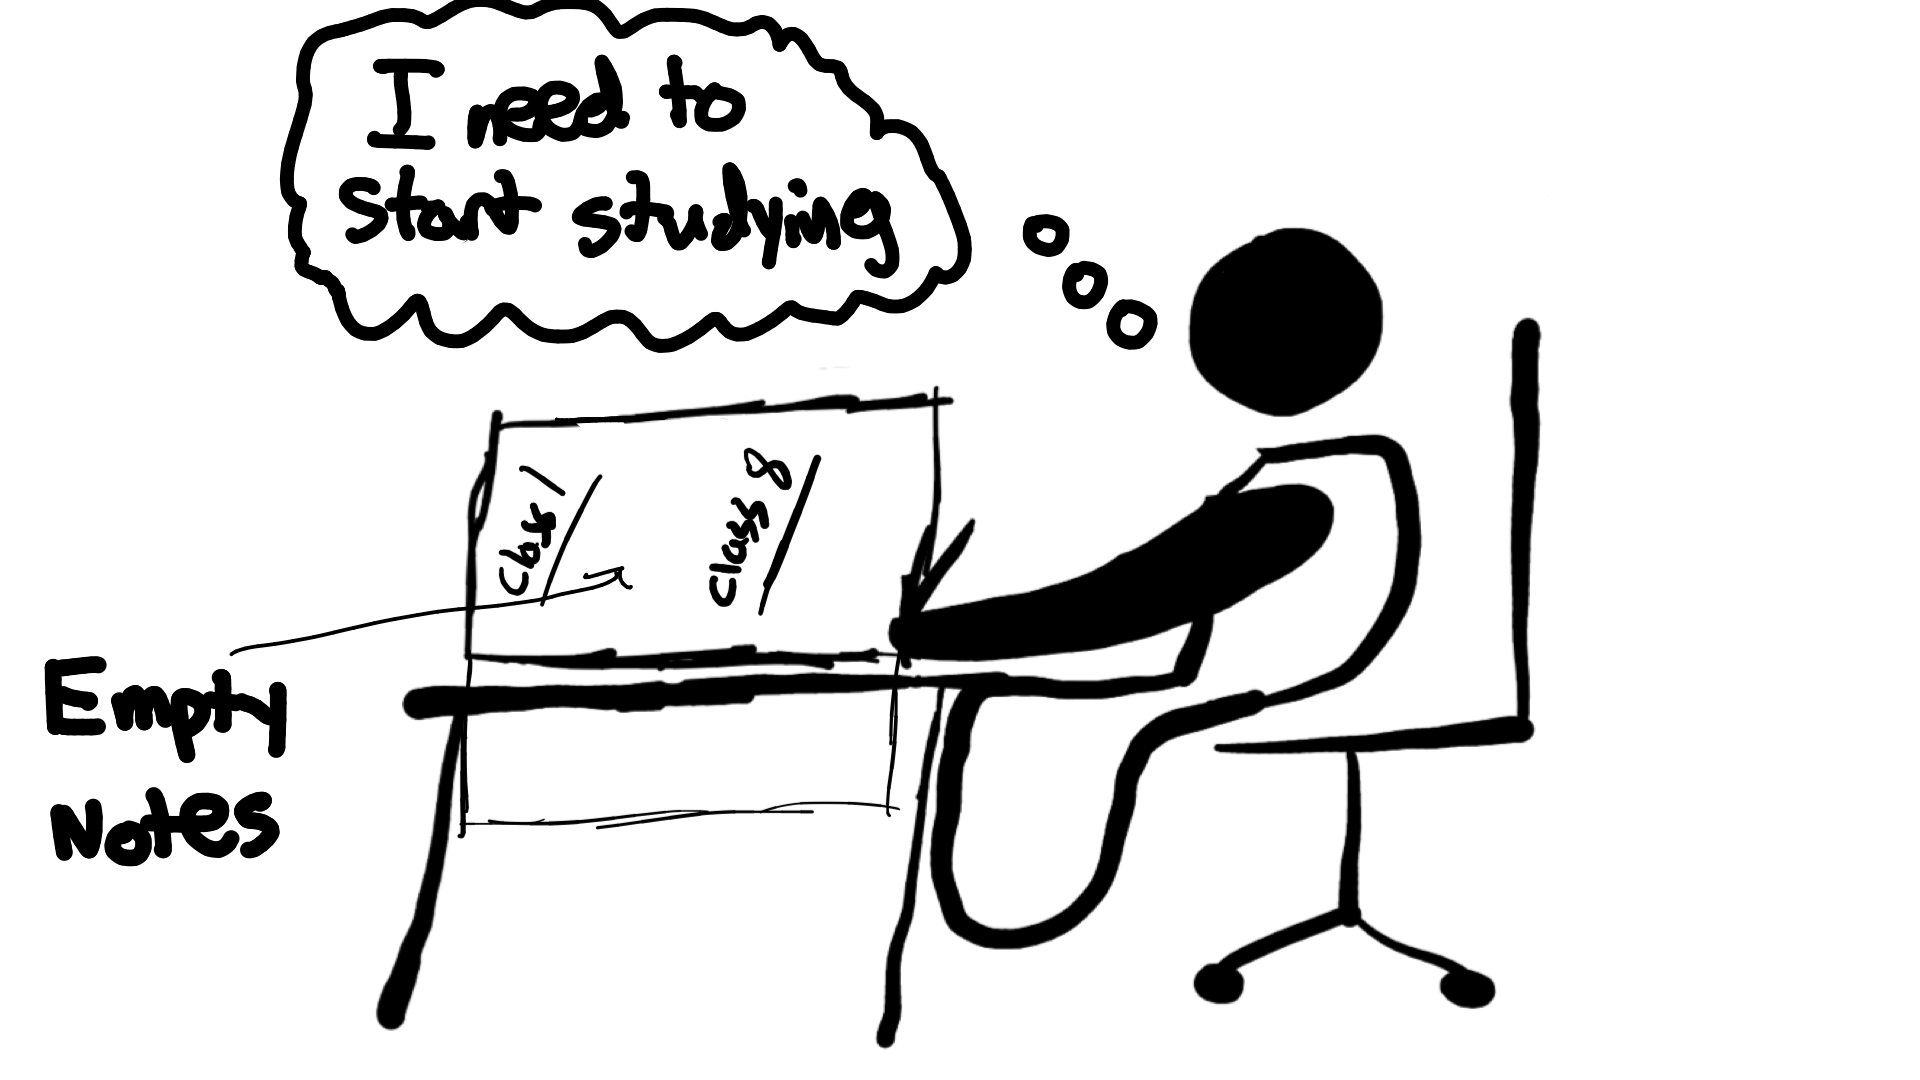 I need to
start studying
Class 1
Class 8
Empty
Notes